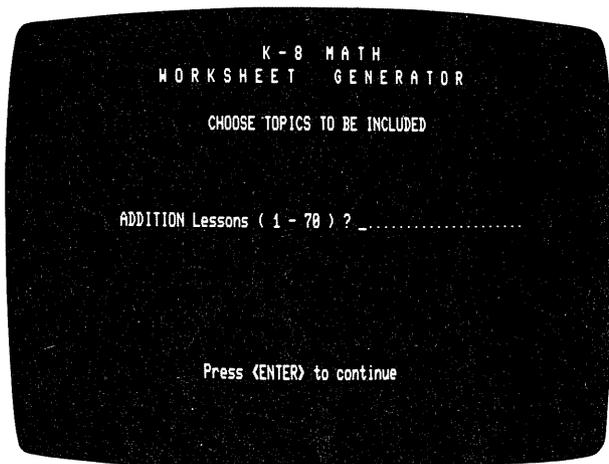 K-8 MATH
WORKSHEET GENERATOR
CHOOSE TOPICS TO BE INCLUDED
ADDITION Lessons ( 1 - 70 ) ? _.....................
Press <ENTER> to continue